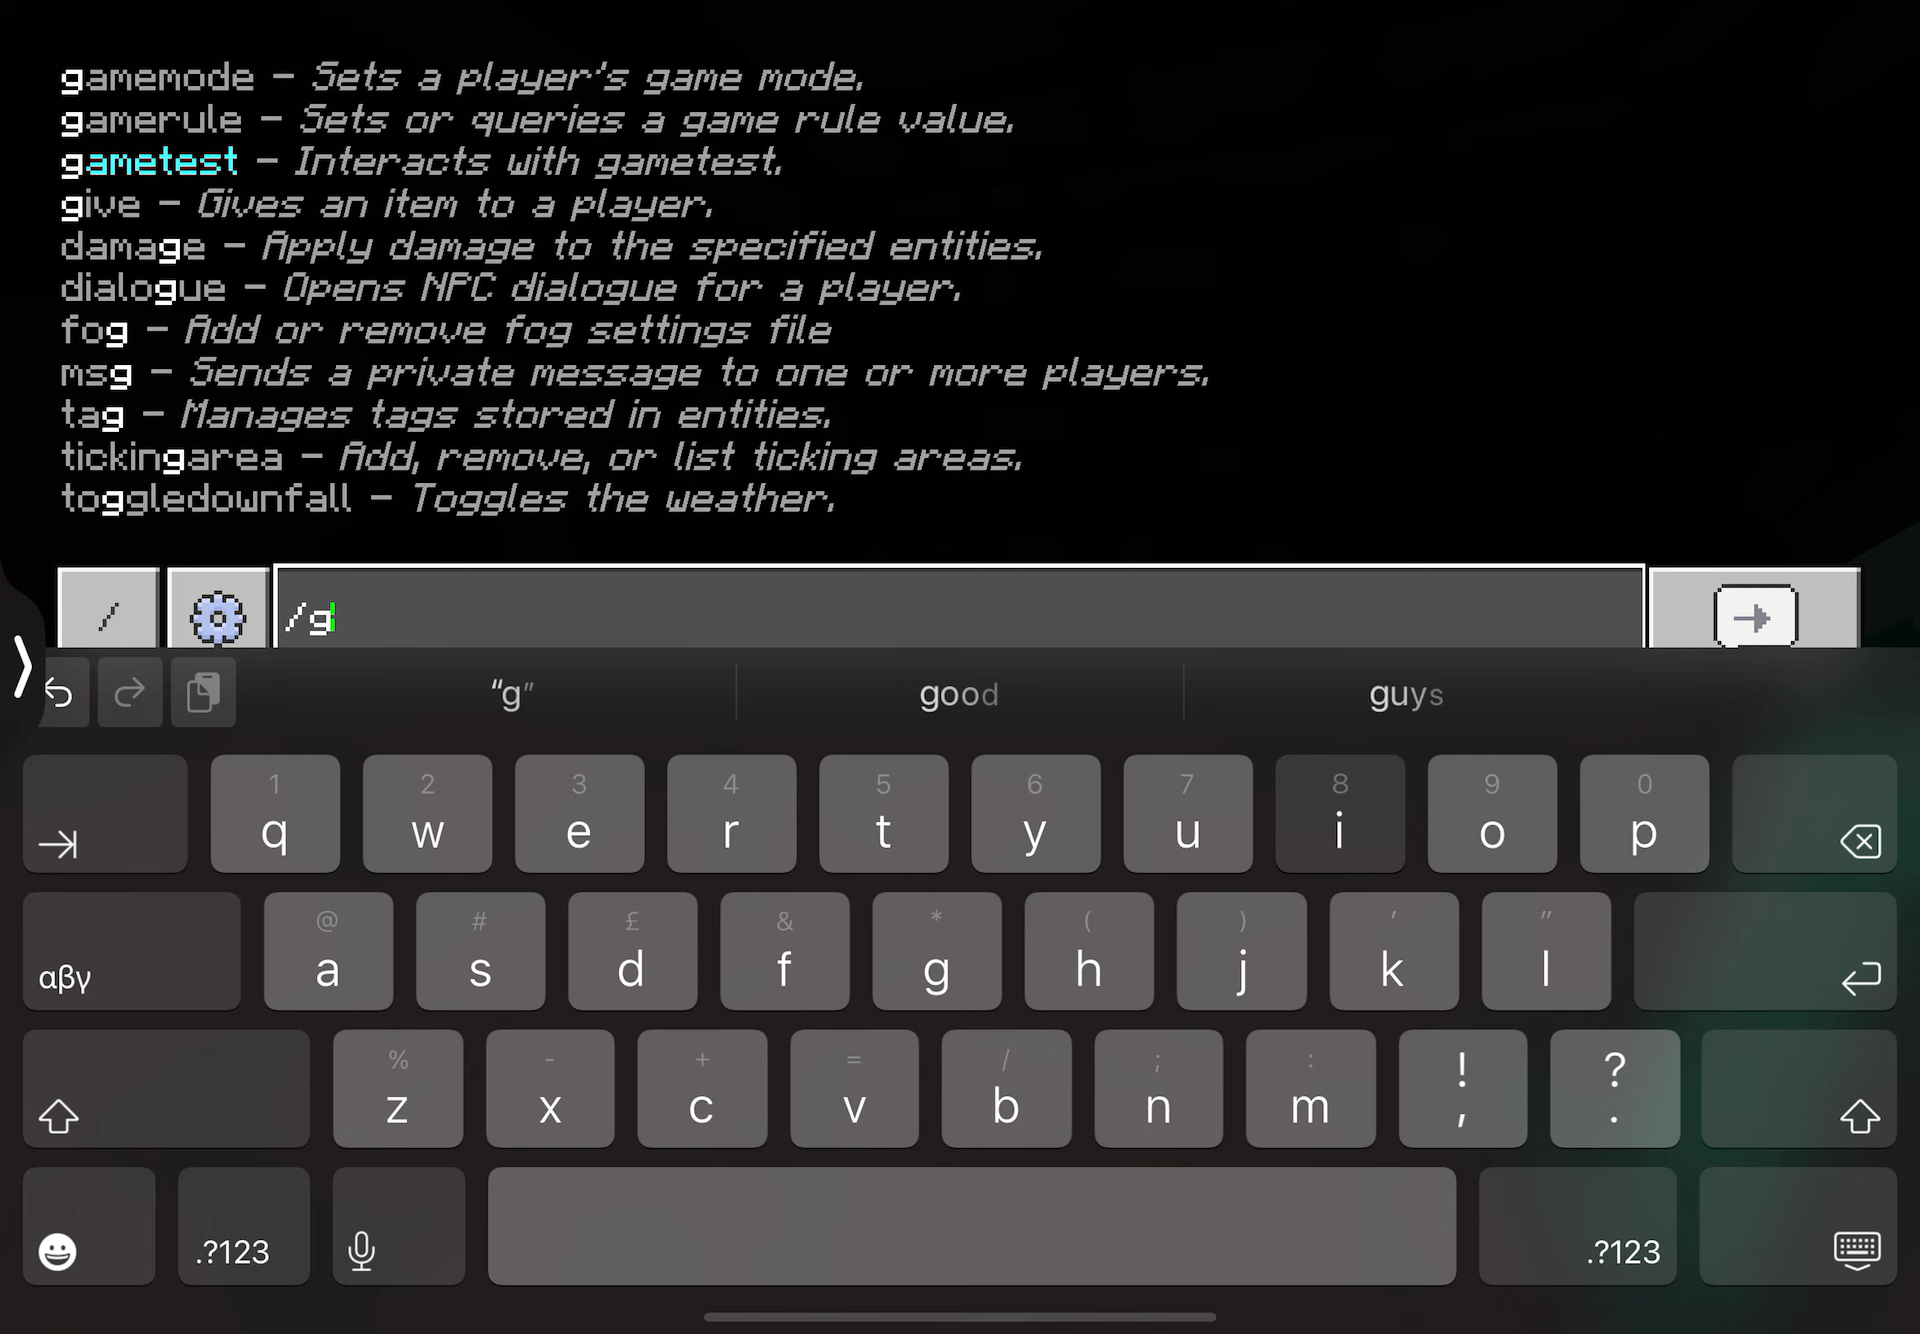 gamemode – Sets a player's game mode.
gamerule – Sets or queries a game rule value.
gametest – Interacts with gametest.
give – Gives an item to a player.
damage – Apply damage to the specified entities.
dialogue – Opens NPC dialogue for a player.
fog – Add or remove fog settings file
msg – Sends a private message to one or more players.
tag – Manages tags stored in entities.
tickingarea – Add, remove, or list ticking areas.
toggledownfall – Toggles the weather.
/ /g
“g” good guys
1 2 3 4 5 6 7 8 9 0
q w e r t y u i o p
@ # £ & * ( ) ' "
αβγ a s d f g h j k l
% - + = / ; : ! ?
z x c v b n m , .
.?123 .?123